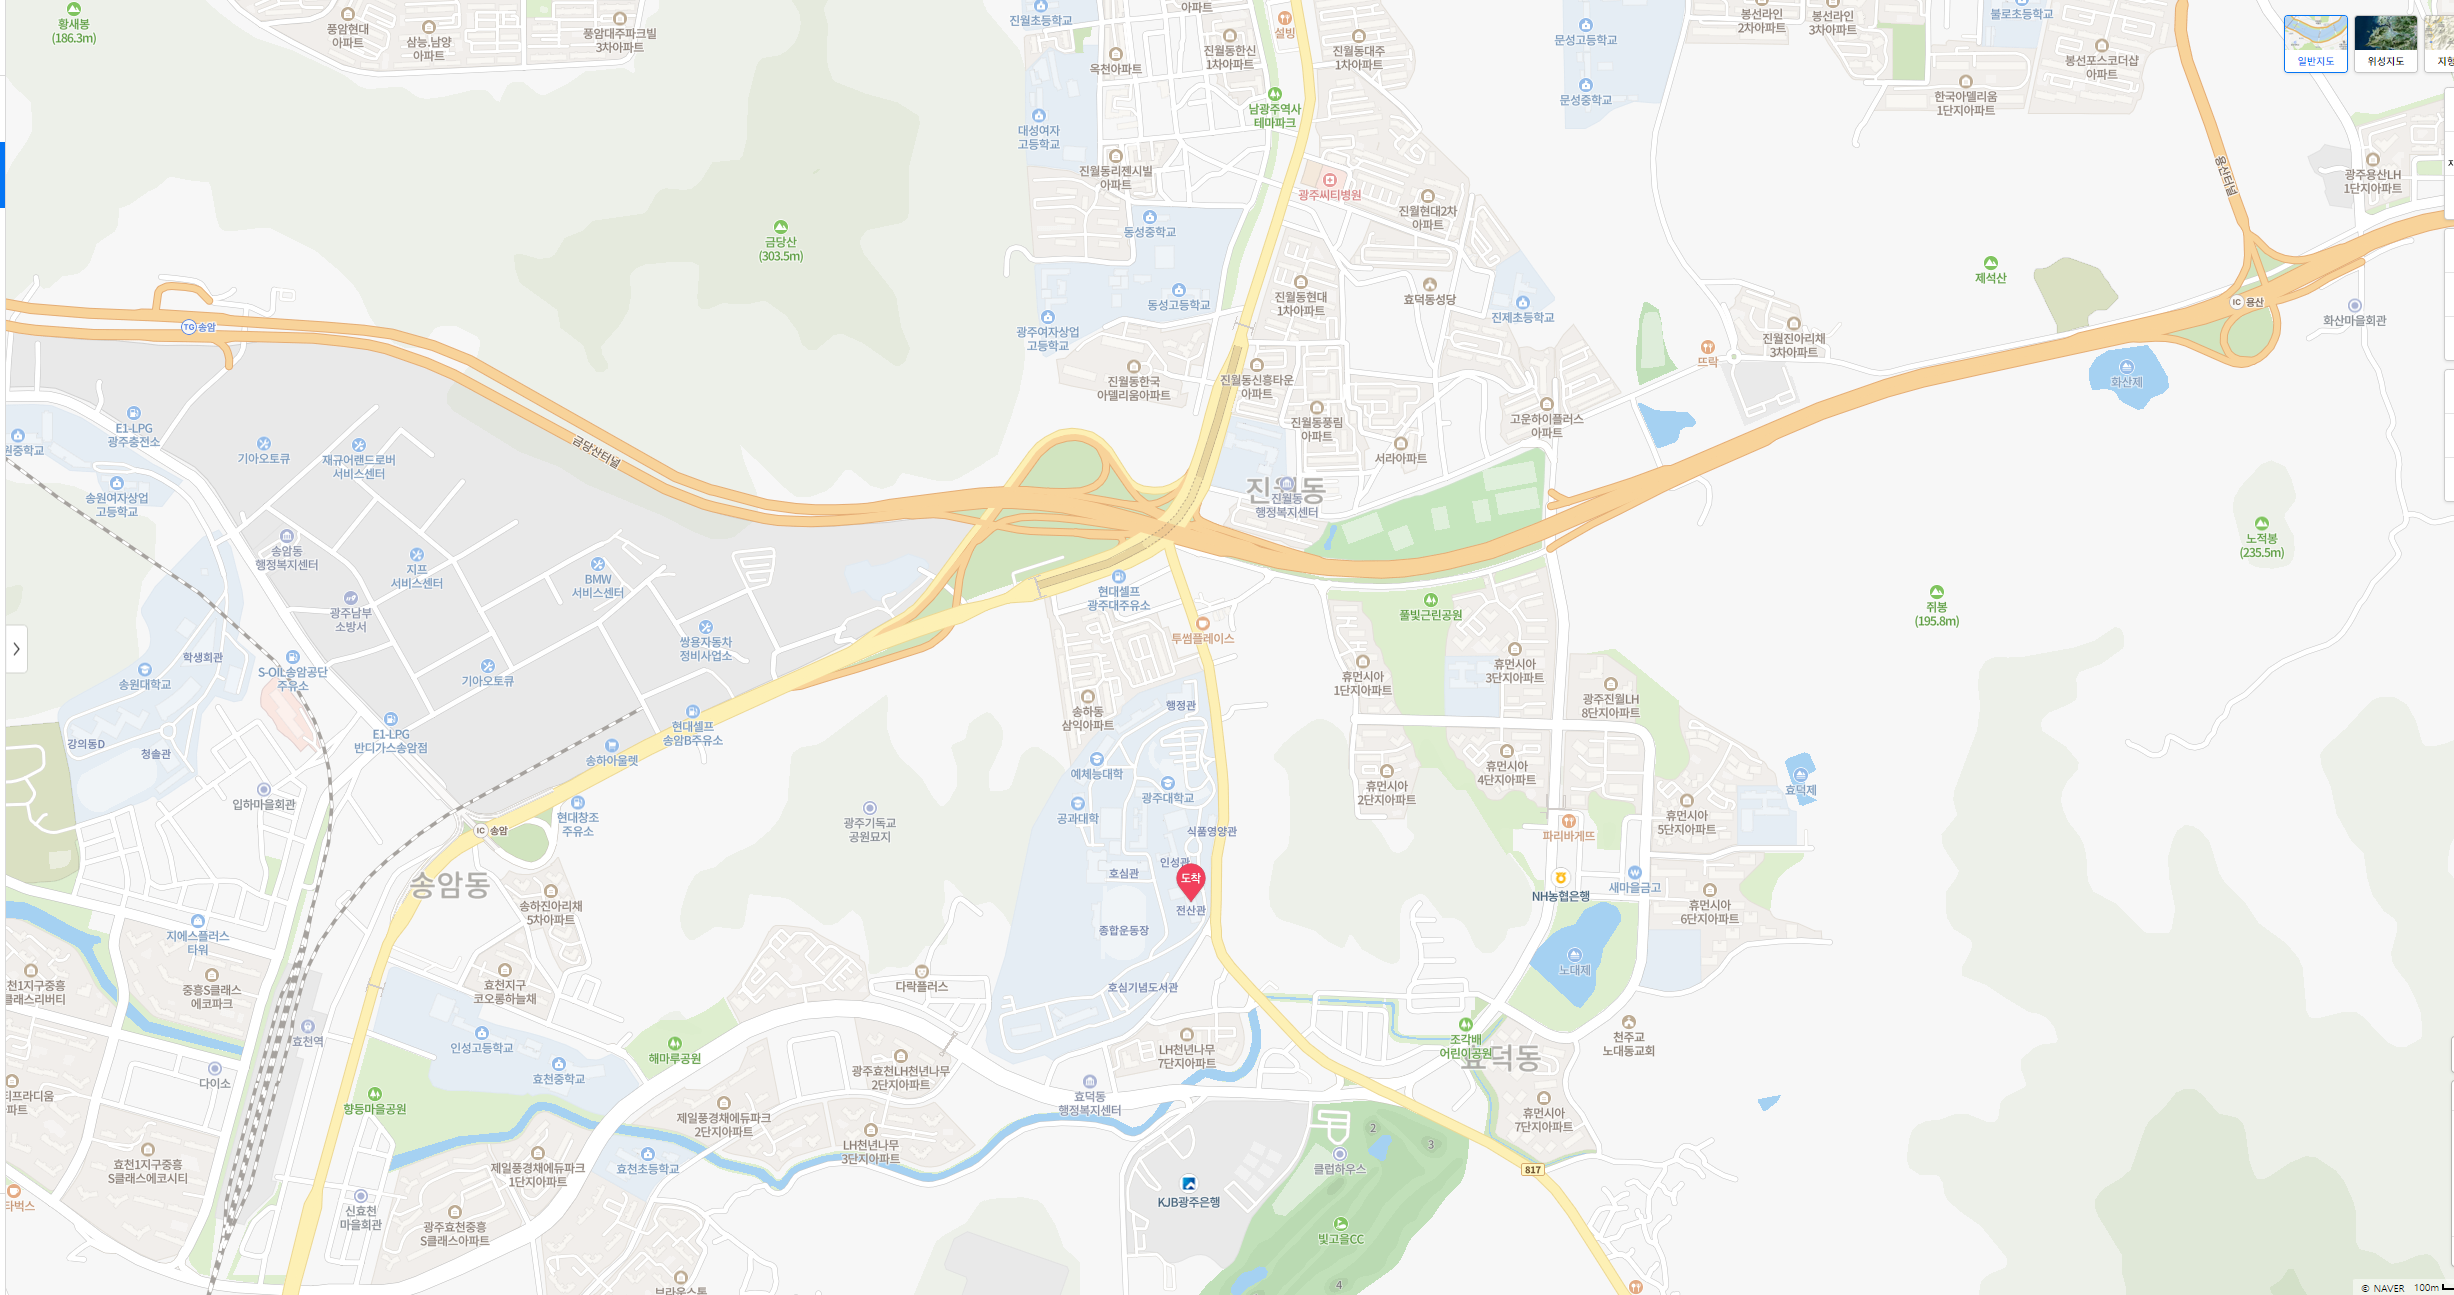 황새봉
(186.3m)
풍암현대
아파트
삼능.남양
아파트
풍암대주파크빌
3차아파트
진월초등학교
아파트
옥천아파트
진월동한신
1차아파트
설빙
진월동대주
1차아파트
문성고등학교
문성중학교
봉선라인
2차아파트
봉선라인
3차아파트
불로초등학교
봉선포스코더샵
아파트
한국아델리움
1단지아파트
일반지도
위성지도
지형
남광주역사
테마파크
대성여자
고등학교
진월동리젠시빌
아파트
광주씨티병원
진월현대2차
아파트
용산터널
광주용산LH
1단지아파트
금당산
(303.5m)
동성중학교
동성고등학교
광주여자상업
고등학교
진월동현대
1차아파트
효덕동성당
진제초등학교
제석산
IC 용산
화산마을회관
TG 송암
진월진아리채
3차아파트
뜨락
화산제
진월동한국
아델리움아파트
진월동신흥타운
아파트
진월동풍림
아파트
고운하이플러스
아파트
서라아파트
원중학교
E1-LPG
광주충전소
기아오토큐
재규어랜드로버
서비스센터
금당산터널
송원여자상업
고등학교
진월동
진월동
행정복지센터
노적봉
(235.5m)
송암동
행정복지센터
지프
서비스센터
BMW
서비스센터
광주남부
소방서
현대셀프
광주대주유소
풀빛근린공원
쥐봉
(195.8m)
투썸플레이스
쌍용자동차
정비사업소
학생회관
S-OIL송암공단
주유소
송원대학교
기아오토큐
휴먼시아
1단지아파트
휴먼시아
3단지아파트
광주진월LH
8단지아파트
송하동
삼익아파트
행정관
강의동D
청솔관
E1-LPG
반디가스송암점
현대셀프
송암B주유소
송하아울렛
예체능대학
광주대학교
공과대학
휴먼시아
2단지아파트
휴먼시아
4단지아파트
효덕제
입하마을회관
IC 송암
현대창조
주유소
광주기독교
공원묘지
식품영양관
파리바게뜨
휴먼시아
5단지아파트
송암동
호심관
인성관
도착
전산관
종합운동장
NH농협은행
새마을금고
휴먼시아
6단지아파트
송하진아리채
5차아파트
지에스플러스
타워
천1지구중흥
클래스리버티
중흥S클래스
에코파크
효천지구
코오롱하늘채
다락플러스
호심기념도서관
노대제
효천역
인성고등학교
해마루공원
LH천년나무
7단지아파트
조각배
어린이공원
효덕동
천주교
노대동교회
다이소
효천중학교
광주효천LH천년나무
2단지아파트
티프라디움
파트
향등마을공원
효덕동
행정복지센터
제일풍경채에듀파크
2단지아파트
휴먼시아
7단지아파트
2
3
LH천년나무
3단지아파트
효천1지구중흥
S클래스에코시티
제일풍경채에듀파크
1단지아파트
효천초등학교
클럽하우스
817
타벅스
신효천
마을회관
광주효천중흥
S클래스아파트
KJB광주은행
빛고을CC
4
브라운스톤
© NAVER
100m